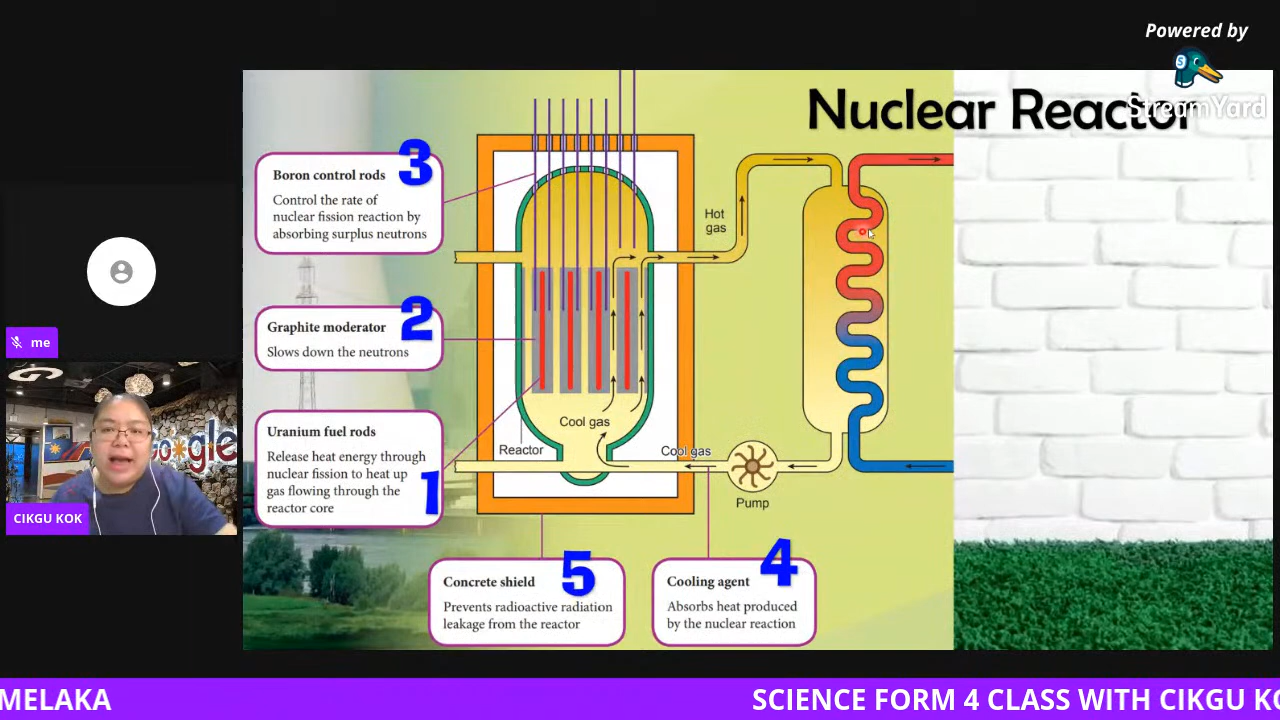 Powered by
StreamYard
Nuclear Reactor
3
Boron control rods
Control the rate of
nuclear fission reaction by
absorbing surplus neutrons
Hot
gas
2
Graphite moderator
Slows down the neutrons
Uranium fuel rods
Release heat energy through
nuclear fission to heat up
gas flowing through the
reactor core
1
Cool gas
Reactor
Cool gas
Pump
5
Concrete shield
Prevents radioactive radiation
leakage from the reactor
4
Cooling agent
Absorbs heat produced
by the nuclear reaction
me
Google
CIKGU KOK
MELAKA
SCIENCE FORM 4 CLASS WITH CIKGU KO